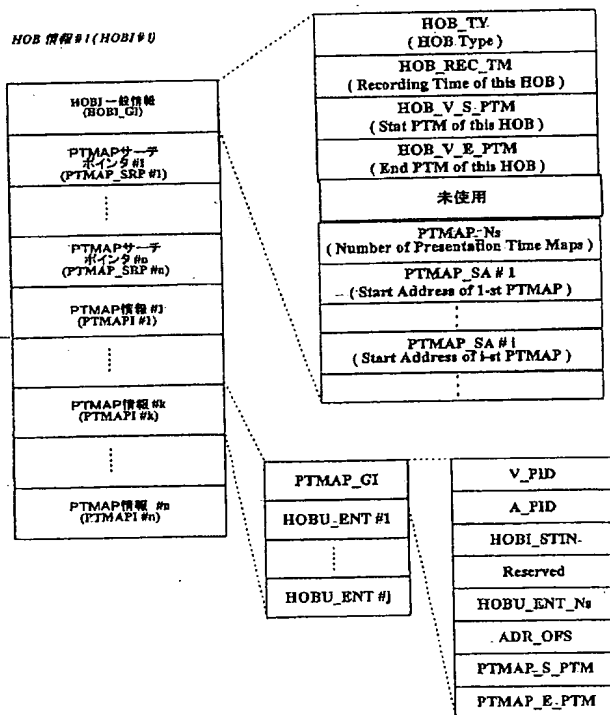 HOB 情報 #1 (HOBI #1)
HOBI 一般情報
(HOBI_GI)
PTMAPサーチ
ポインタ #1
(PTMAP_SRP #1)
PTMAPサーチ
ポインタ #n
(PTMAP_SRP #n)
PTMAP情報 #1
(PTMAPI #1)
PTMAP情報 #k
(PTMAPI #k)
PTMAP情報 #n
(PTMAPI #n)
HOB_TY
( HOB Type )
HOB_REC_TM
( Recording Time of this HOB )
HOB_V_S_PTM
( Stat PTM of this HOB )
HOB_V_E_PTM
( End PTM of this HOB )
未使用
PTMAP_Ns
( Number of Presentation Time Maps )
PTMAP_SA # 1
( Start Address of 1-st PTMAP )
PTMAP_SA # i
( Start Address of i-st PTMAP )
PTMAP_GI
HOBU_ENT #1
HOBU_ENT #j
V_PID
A_PID
HOBI_STIN
Reserved
HOBU_ENT_Ns
ADR_OFS
PTMAP_S_PTM
PTMAP_E_PTM